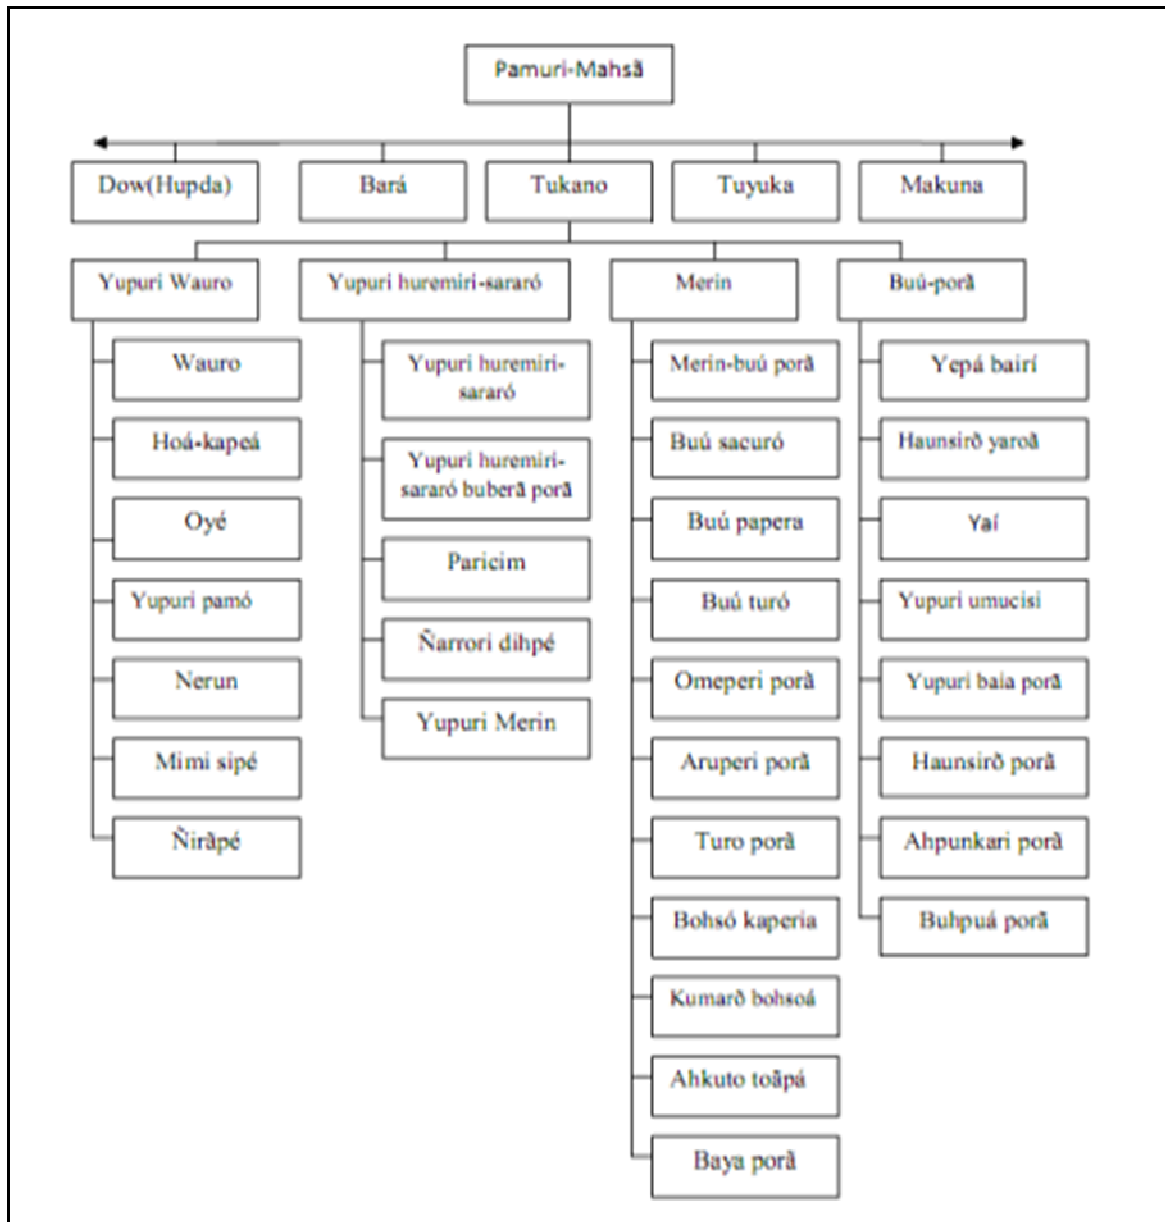 Pamuri-Mahsã
Dow(Hupda)
Bará
Tukano
Tuyuka
Makuna
Yupuri Wauro
Yupuri huremiri-sararó
Merin
Buú-porã
Wauro
Hoá-kapeá
Oyé
Yupuri pamó
Nerun
Mimi sipé
Ñirãpé
Yupuri huremiri-
sararó
Yupuri huremiri-
sararó buberã porã
Paricim
Ñarrori dihpé
Yupuri Merin
Merin-buú porã
Buú sacuró
Buú papera
Buú turó
Omeperi porã
Aruperi porã
Turo porã
Bohsó kaperia
Kumarõ bohsoá
Ahkuto toãpá
Baya porã
Yepá bairí
Haunsirõ yaroã
Yaí
Yupuri umucisi
Yupuri baia porã
Haunsirõ porã
Ahpunkari porã
Buhpuá porã